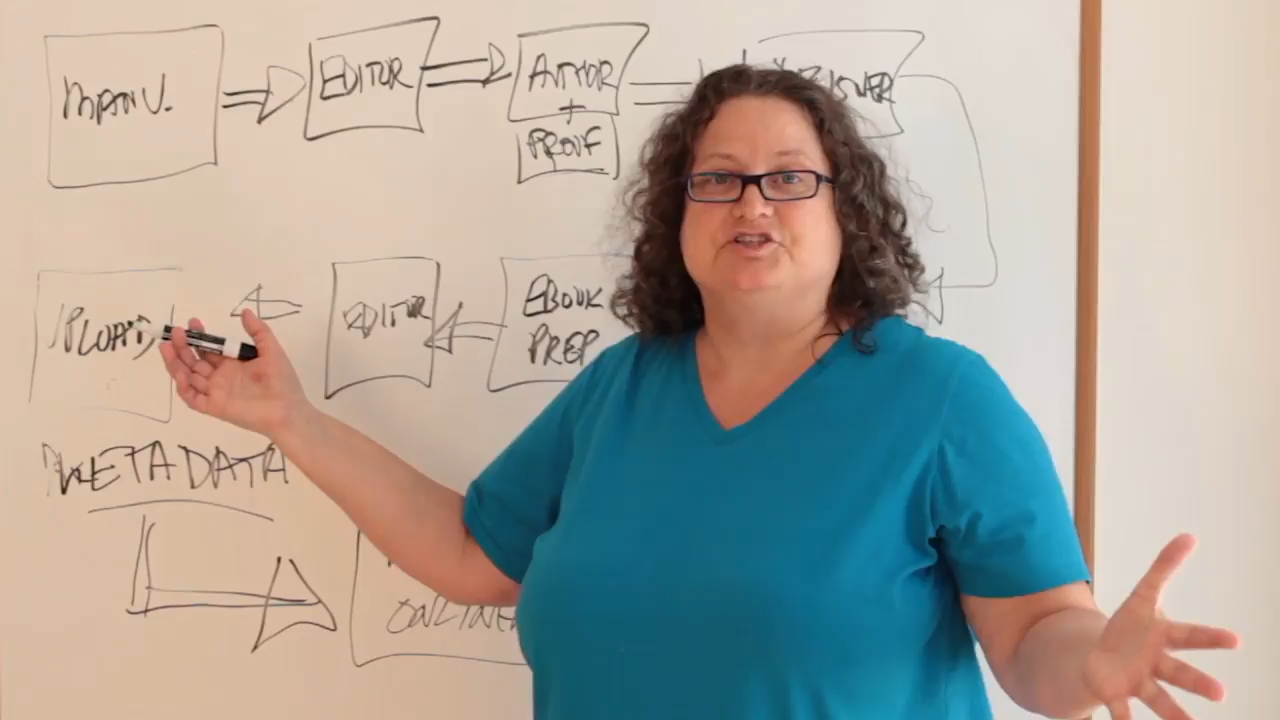 MANU.
EDITOR
AUTHOR
+
PROOF
EDITOR
EBOOK
PREP
METADATA